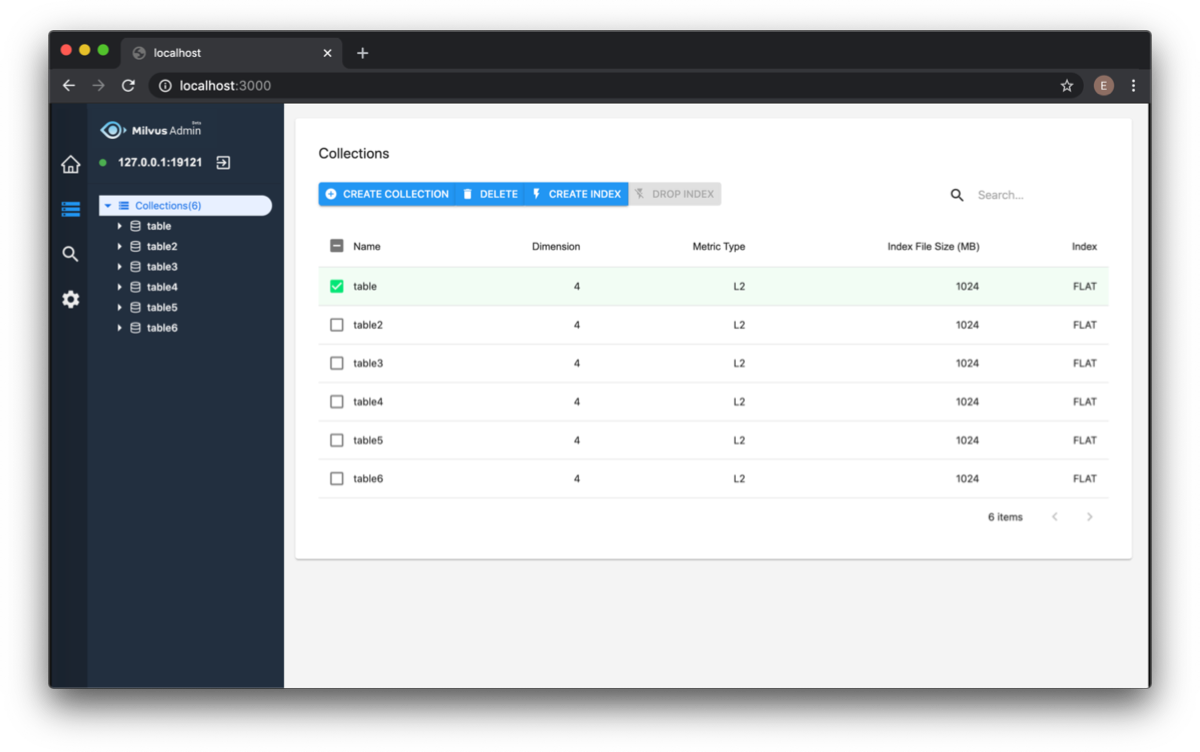 localhost
localhost:3000
E
Milvus Admin Beta
127.0.0.1:19121
Collections(6)
table
table2
table3
table4
table5
table6
Collections
CREATE COLLECTION DELETE CREATE INDEX DROP INDEX
Search...
Name Dimension Metric Type Index File Size (MB) Index
table 4 L2 1024 FLAT
table2 4 L2 1024 FLAT
table3 4 L2 1024 FLAT
table4 4 L2 1024 FLAT
table5 4 L2 1024 FLAT
table6 4 L2 1024 FLAT
6 items